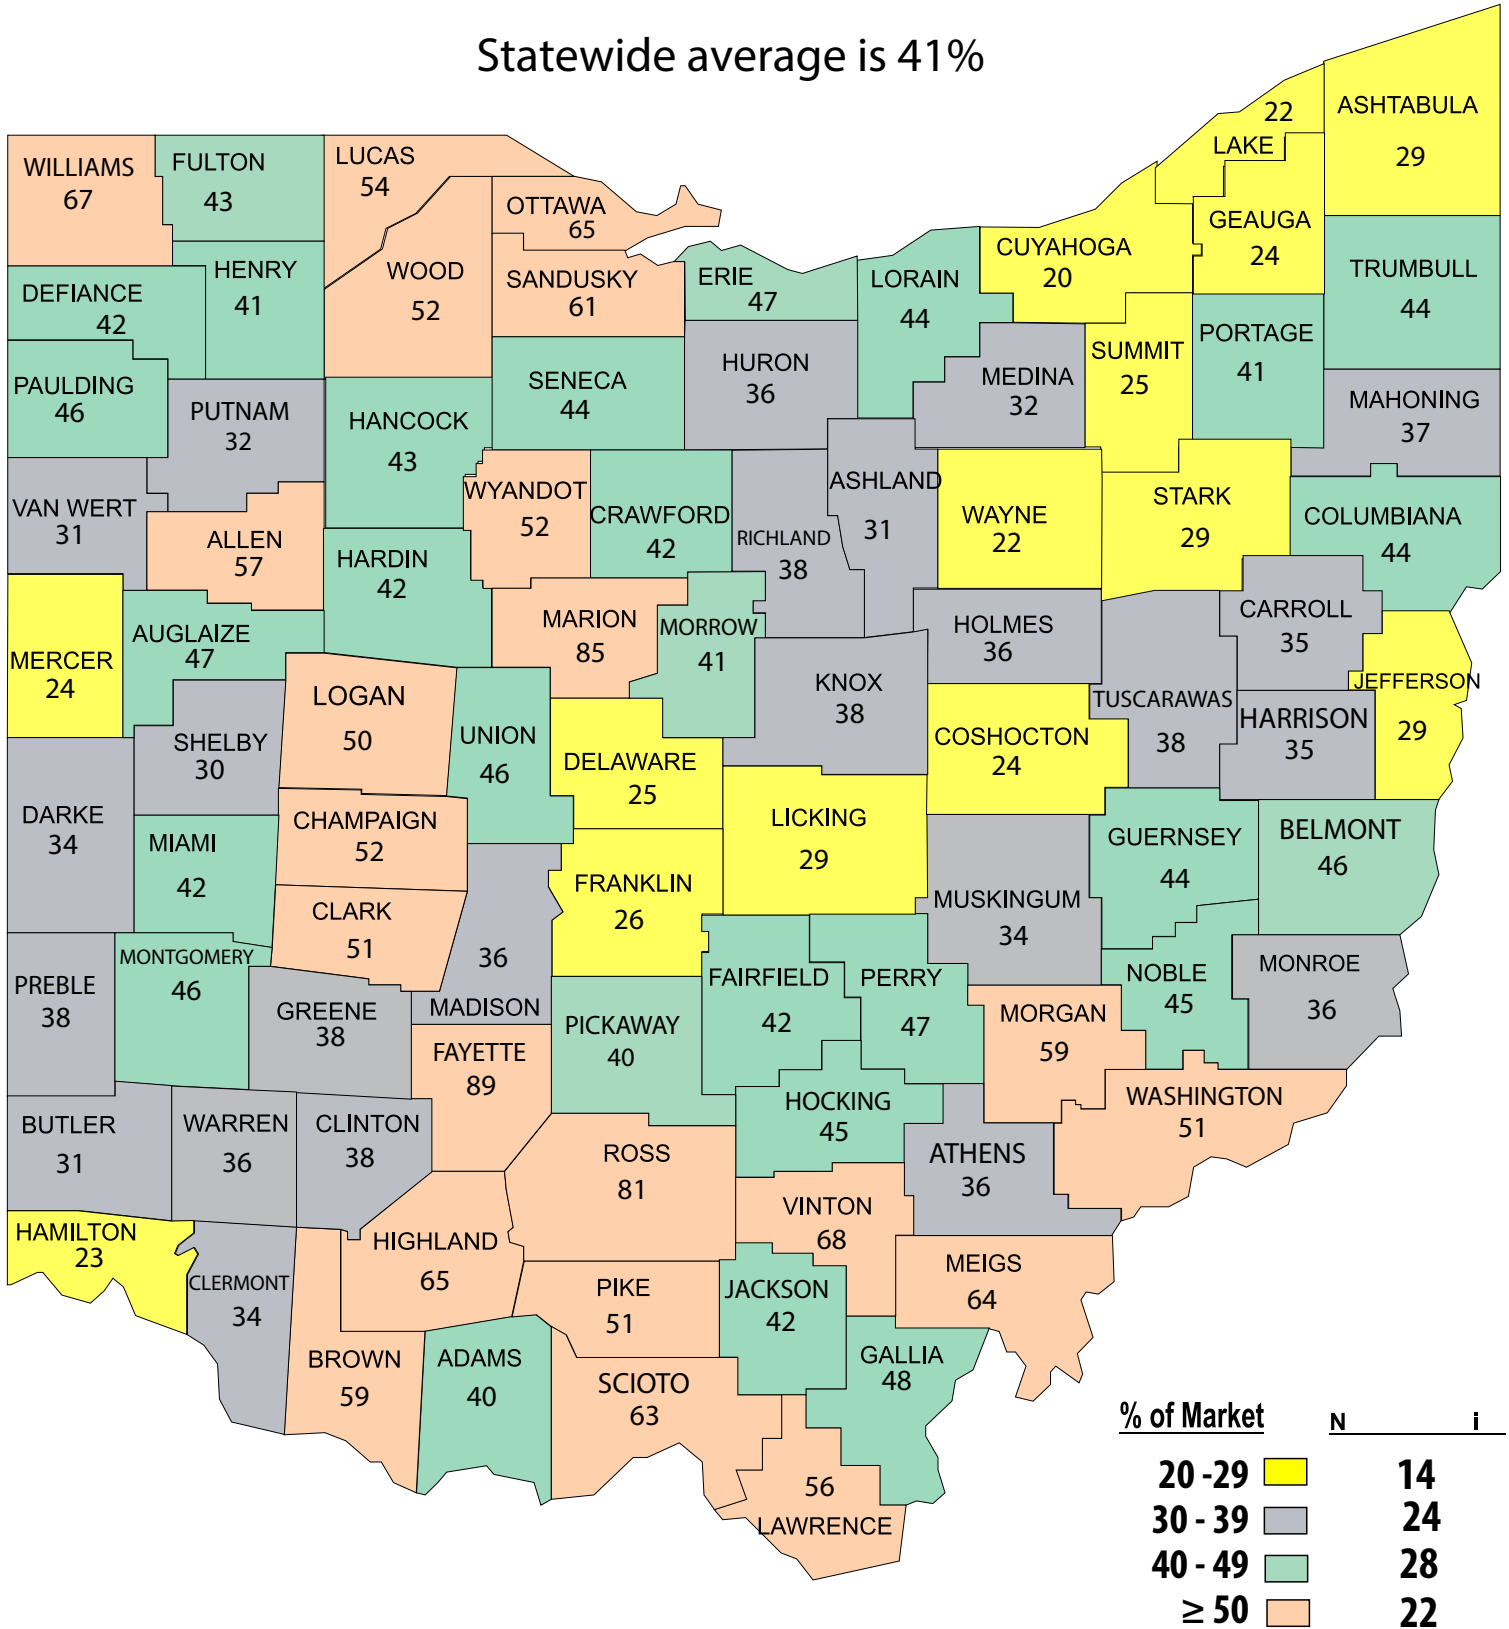 Statewide average is 41%
22
ASHTABULA
LAKE
29
WILLIAMS
67
FULTON
43
LUCAS
54
OTTAWA
65
GEAUGA
24
CUYAHOGA
20
HENRY
41
WOOD
52
SANDUSKY
61
ERIE
47
LORAIN
44
TRUMBULL
44
DEFIANCE
42
SUMMIT
25
PORTAGE
41
HURON
36
MEDINA
32
PAULDING
46
SENECA
44
MAHONING
37
PUTNAM
32
HANCOCK
43
ASHLAND
31
WYANDOT
52
STARK
29
VAN WERT
31
CRAWFORD
42
WAYNE
22
COLUMBIANA
44
ALLEN
57
RICHLAND
38
HARDIN
42
CARROLL
35
MARION
85
MORROW
41
HOLMES
36
AUGLAIZE
47
MERCER
24
KNOX
38
JEFFERSON
29
LOGAN
50
TUSCARAWAS
38
HARRISON
35
UNION
46
SHELBY
30
COSHOCTON
24
DELAWARE
25
DARKE
34
CHAMPAIGN
52
LICKING
29
BELMONT
46
MIAMI
42
GUERNSEY
44
FRANKLIN
26
MUSKINGUM
34
CLARK
51
36
MADISON
MONTGOMERY
46
FAIRFIELD
42
PERRY
47
NOBLE
45
MONROE
36
PREBLE
38
GREENE
38
PICKAWAY
40
MORGAN
59
FAYETTE
89
WASHINGTON
51
HOCKING
45
BUTLER
31
WARREN
36
CLINTON
38
ROSS
81
ATHENS
36
VINTON
68
HAMILTON
23
HIGHLAND
65
MEIGS
64
CLERMONT
34
PIKE
51
JACKSON
42
BROWN
59
ADAMS
40
GALLIA
48
SCIOTO
63
56
LAWRENCE
% of Market N i
20 -29 14
30 - 39 24
40 - 49 28
≥ 50 22